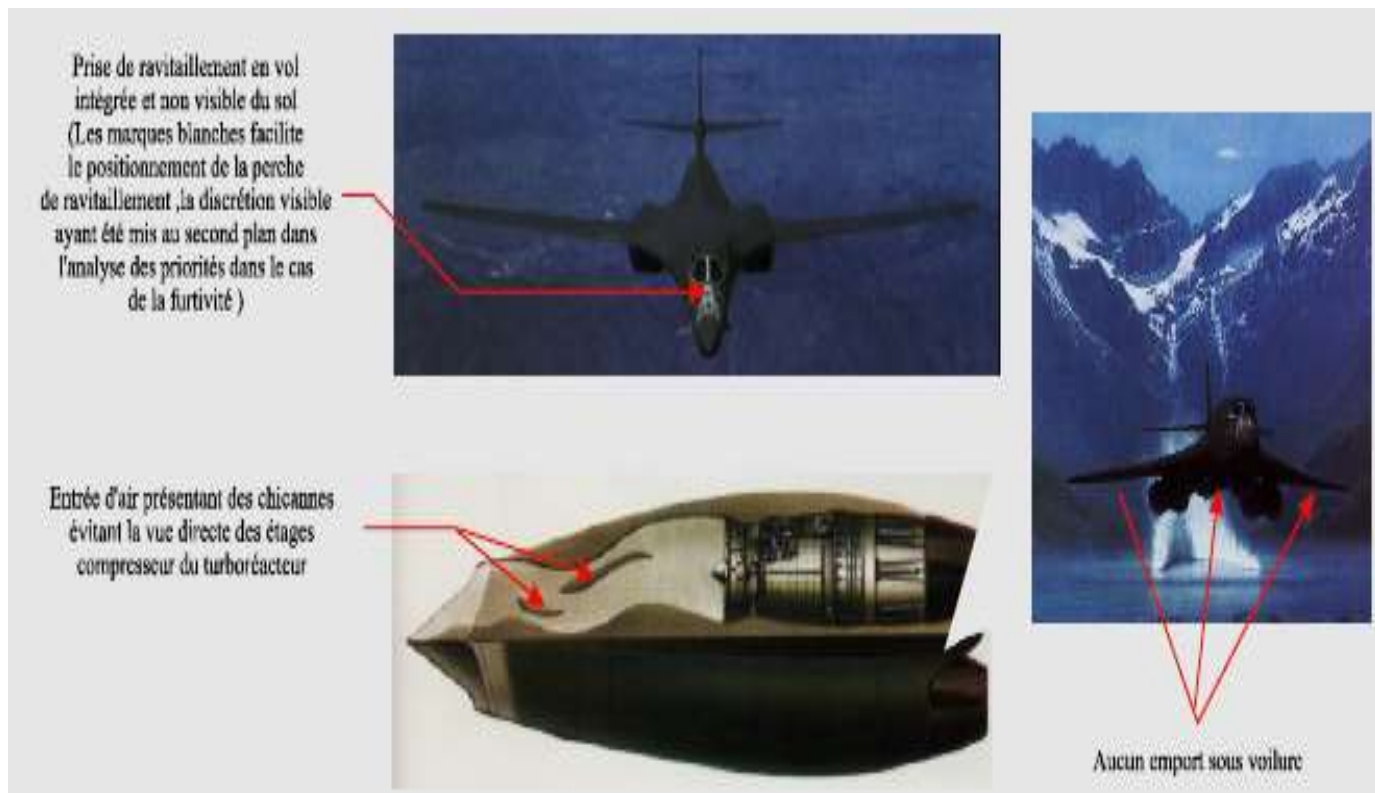 Prise de ravitaillement en vol
intégrée et non visible du sol
(Les marques blanches facilite
le positionnement de la perche
de ravitaillement ,la discrétion visible
ayant été mis au second plan dans
l'analyse des priorités dans le cas
de la furtivité )
Entrée d'air présentant des chicannes
évitant la vue directe des étages
compresseur du turboréacteur
Aucun emport sous voilure